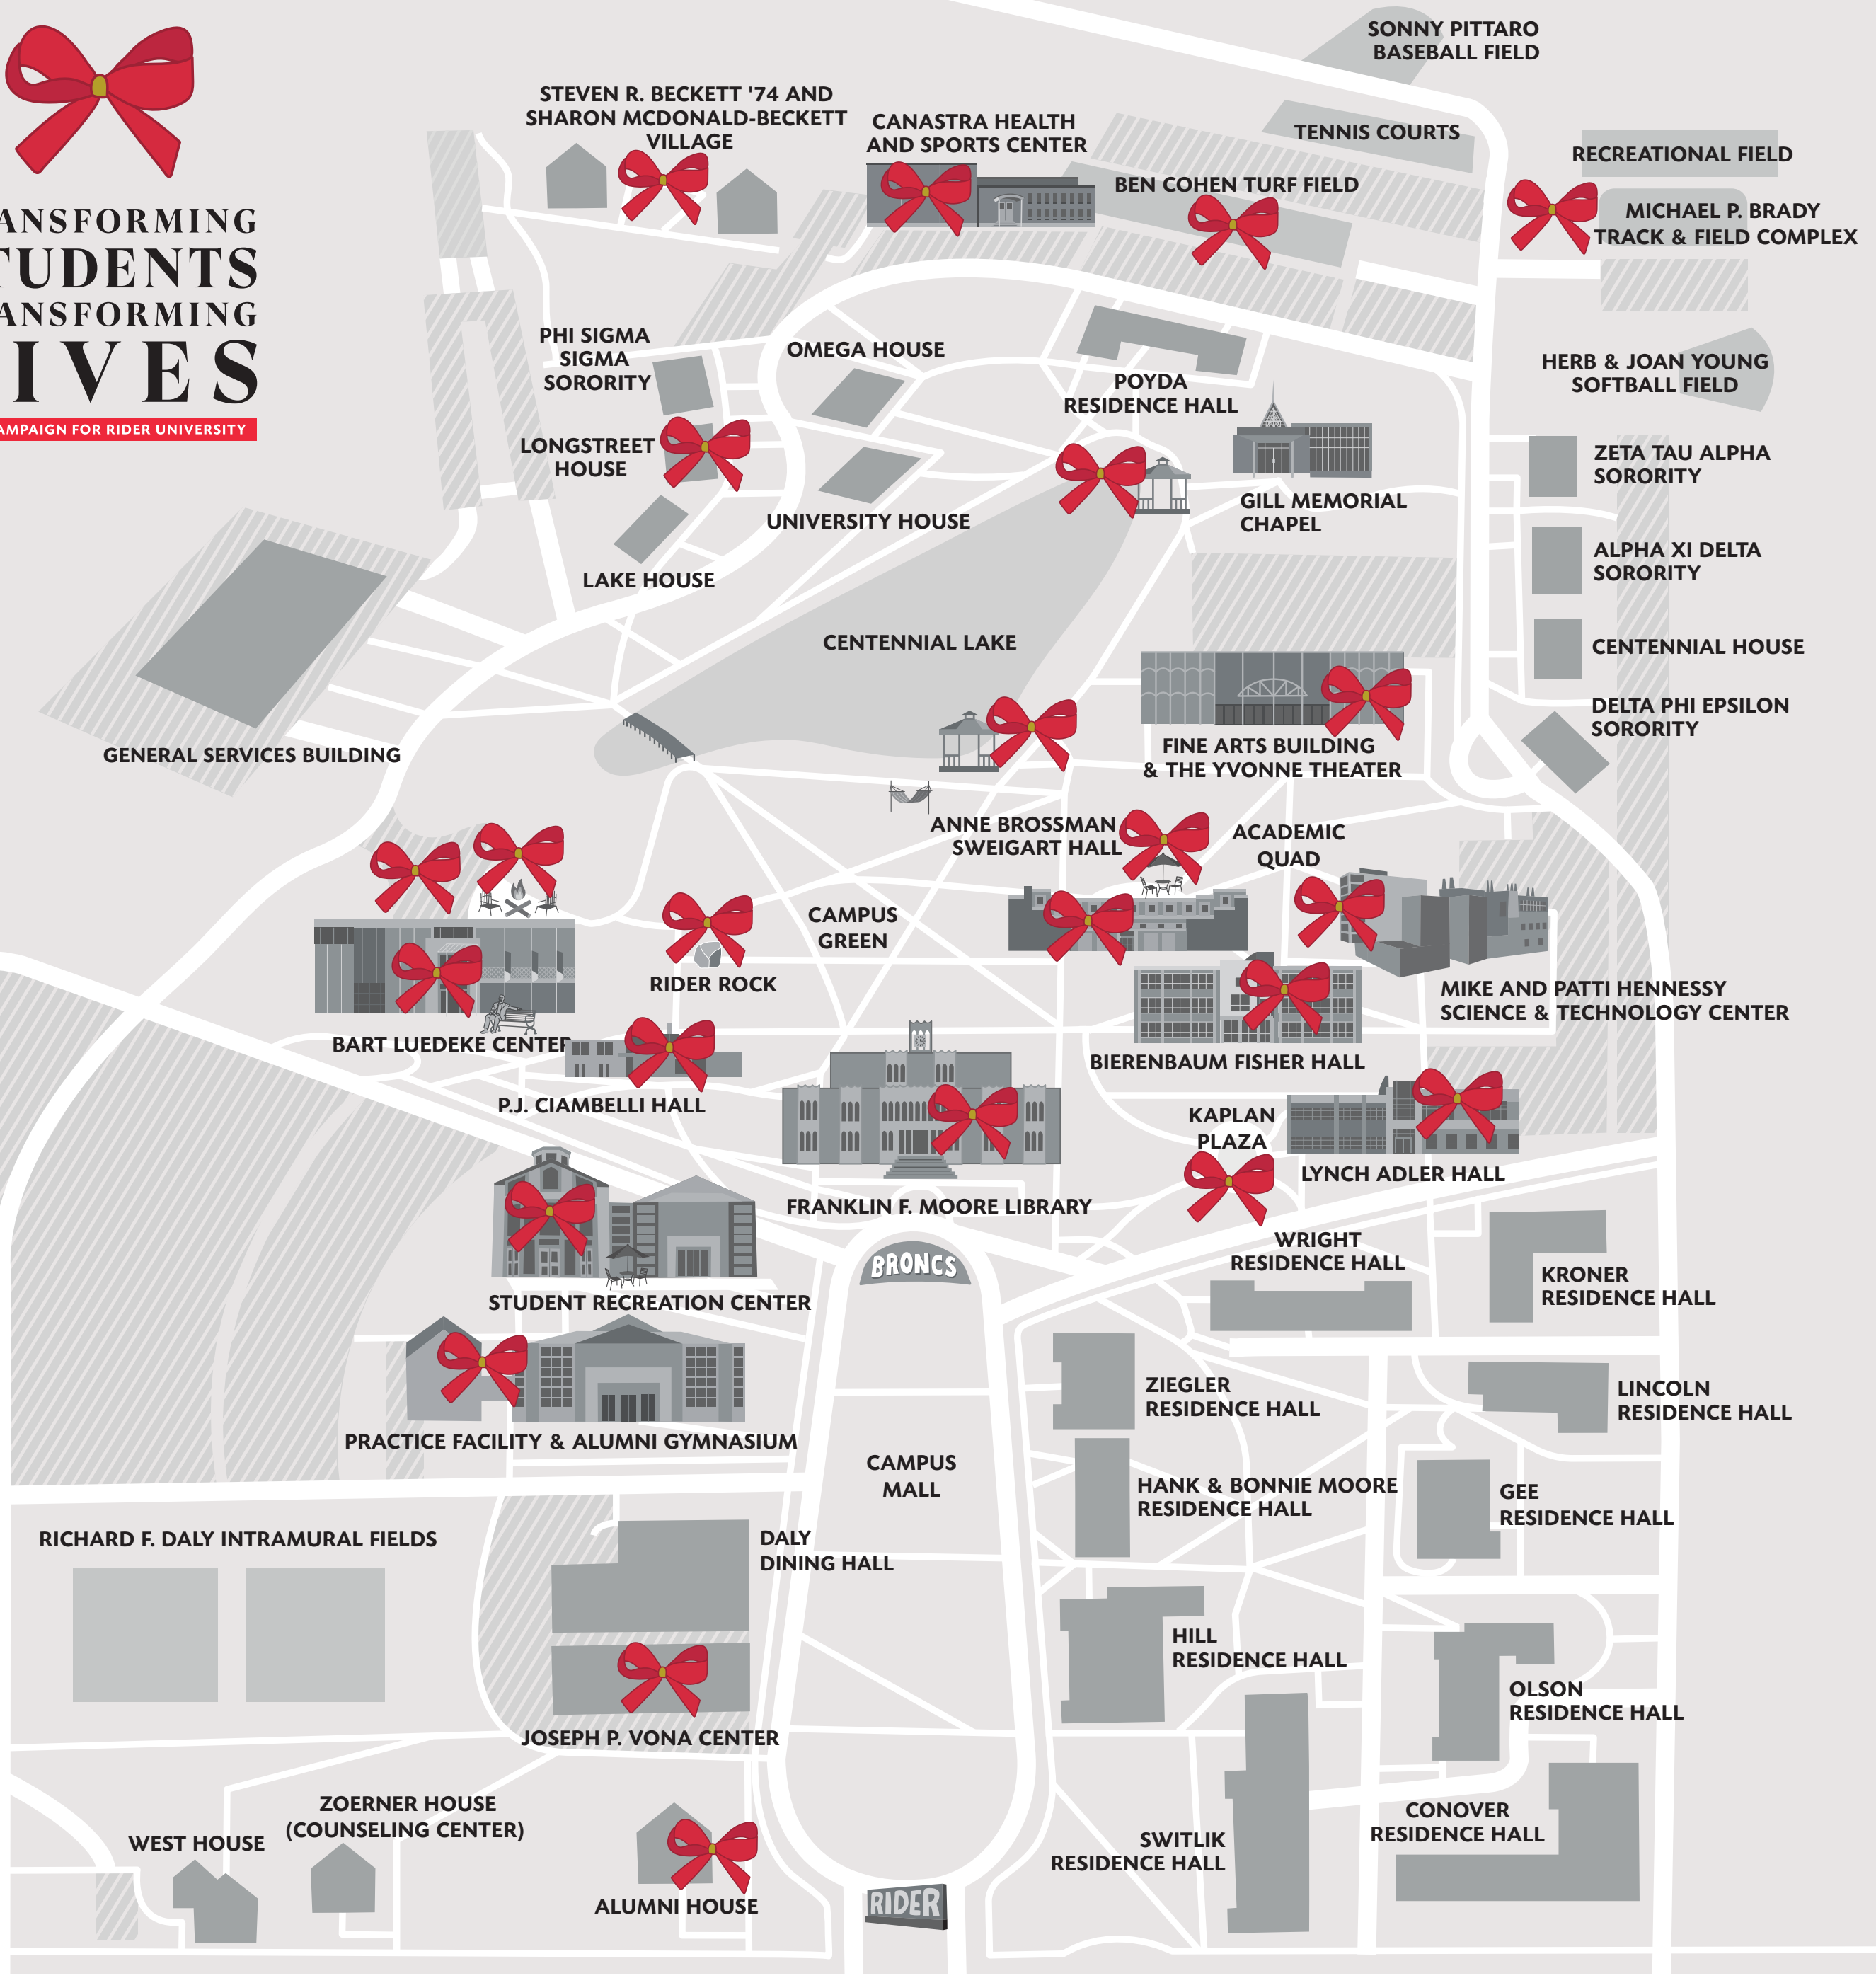 ANSFORMING
TUDENTS
ANSFORMING
IVES
AMPAIGN FOR RIDER UNIVERSITY
SONNY PITTARO
BASEBALL FIELD
STEVEN R. BECKETT '74 AND
SHARON MCDONALD-BECKETT
VILLAGE
CANASTRA HEALTH
AND SPORTS CENTER
TENNIS COURTS
RECREATIONAL FIELD
BEN COHEN TURF FIELD
MICHAEL P. BRADY
TRACK & FIELD COMPLEX
PHI SIGMA
SIGMA
SORORITY
OMEGA HOUSE
POYDA
RESIDENCE HALL
HERB & JOAN YOUNG
SOFTBALL FIELD
LONGSTREET
HOUSE
ZETA TAU ALPHA
SORORITY
UNIVERSITY HOUSE
GILL MEMORIAL
CHAPEL
LAKE HOUSE
ALPHA XI DELTA
SORORITY
CENTENNIAL LAKE
CENTENNIAL HOUSE
GENERAL SERVICES BUILDING
FINE ARTS BUILDING
& THE YVONNE THEATER
DELTA PHI EPSILON
SORORITY
ANNE BROSSMAN
SWEIGART HALL
ACADEMIC
QUAD
CAMPUS
GREEN
RIDER ROCK
MIKE AND PATTI HENNESSY
SCIENCE & TECHNOLOGY CENTER
BART LUEDEKE CENTER
BIERENBAUM FISHER HALL
P.J. CIAMBELLI HALL
KAPLAN
PLAZA
LYNCH ADLER HALL
FRANKLIN F. MOORE LIBRARY
BRONCS
WRIGHT
RESIDENCE HALL
KRONER
RESIDENCE HALL
STUDENT RECREATION CENTER
ZIEGLER
RESIDENCE HALL
LINCOLN
RESIDENCE HALL
PRACTICE FACILITY & ALUMNI GYMNASIUM
CAMPUS
MALL
HANK & BONNIE MOORE
RESIDENCE HALL
GEE
RESIDENCE HALL
RICHARD F. DALY INTRAMURAL FIELDS
DALY
DINING HALL
HILL
RESIDENCE HALL
OLSON
RESIDENCE HALL
JOSEPH P. VONA CENTER
ZOERNER HOUSE
(COUNSELING CENTER)
WEST HOUSE
CONOVER
RESIDENCE HALL
SWITLIK
RESIDENCE HALL
ALUMNI HOUSE
RIDER